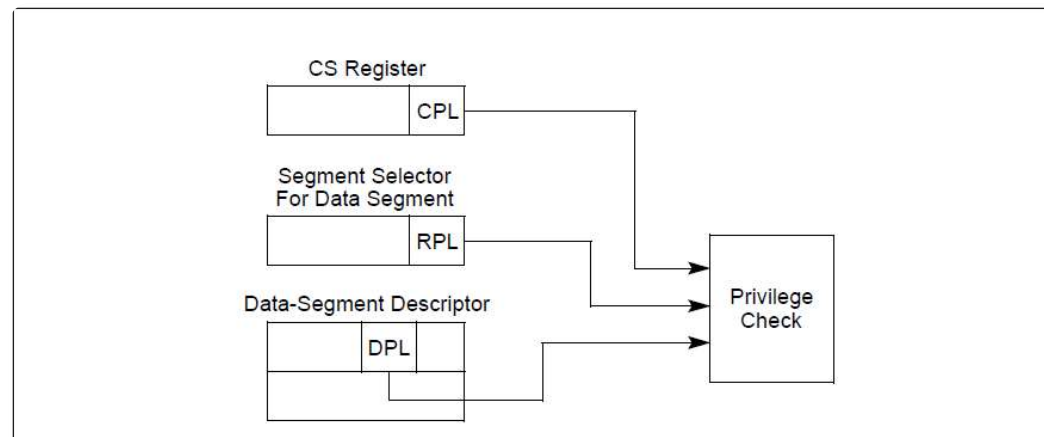 CS Register
CPL
Segment Selector
For Data Segment
RPL
Data-Segment Descriptor
DPL
Privilege
Check